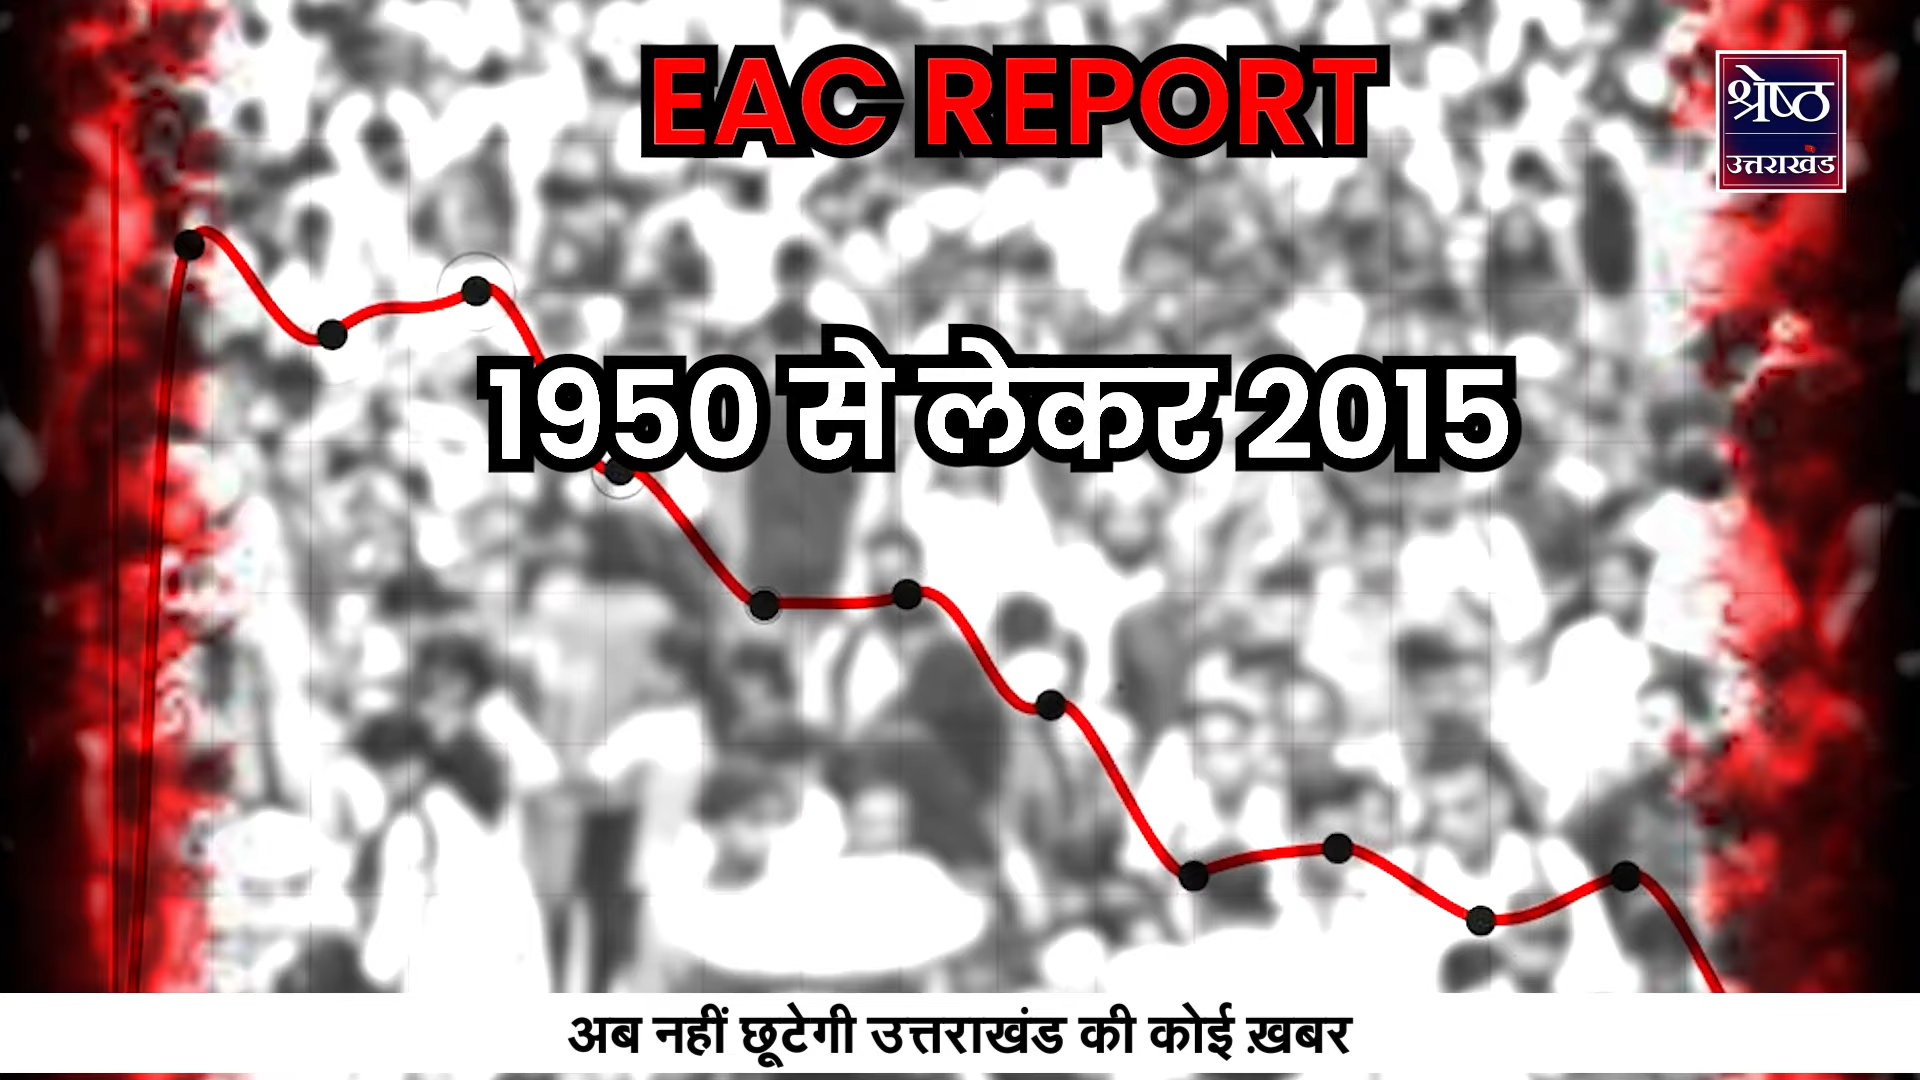 EAC REPORT
श्रेष्ठ
उत्तराखंड
1950 से लेकर 2015
अब नहीं छूटेगी उत्तराखंड की कोई ख़बर